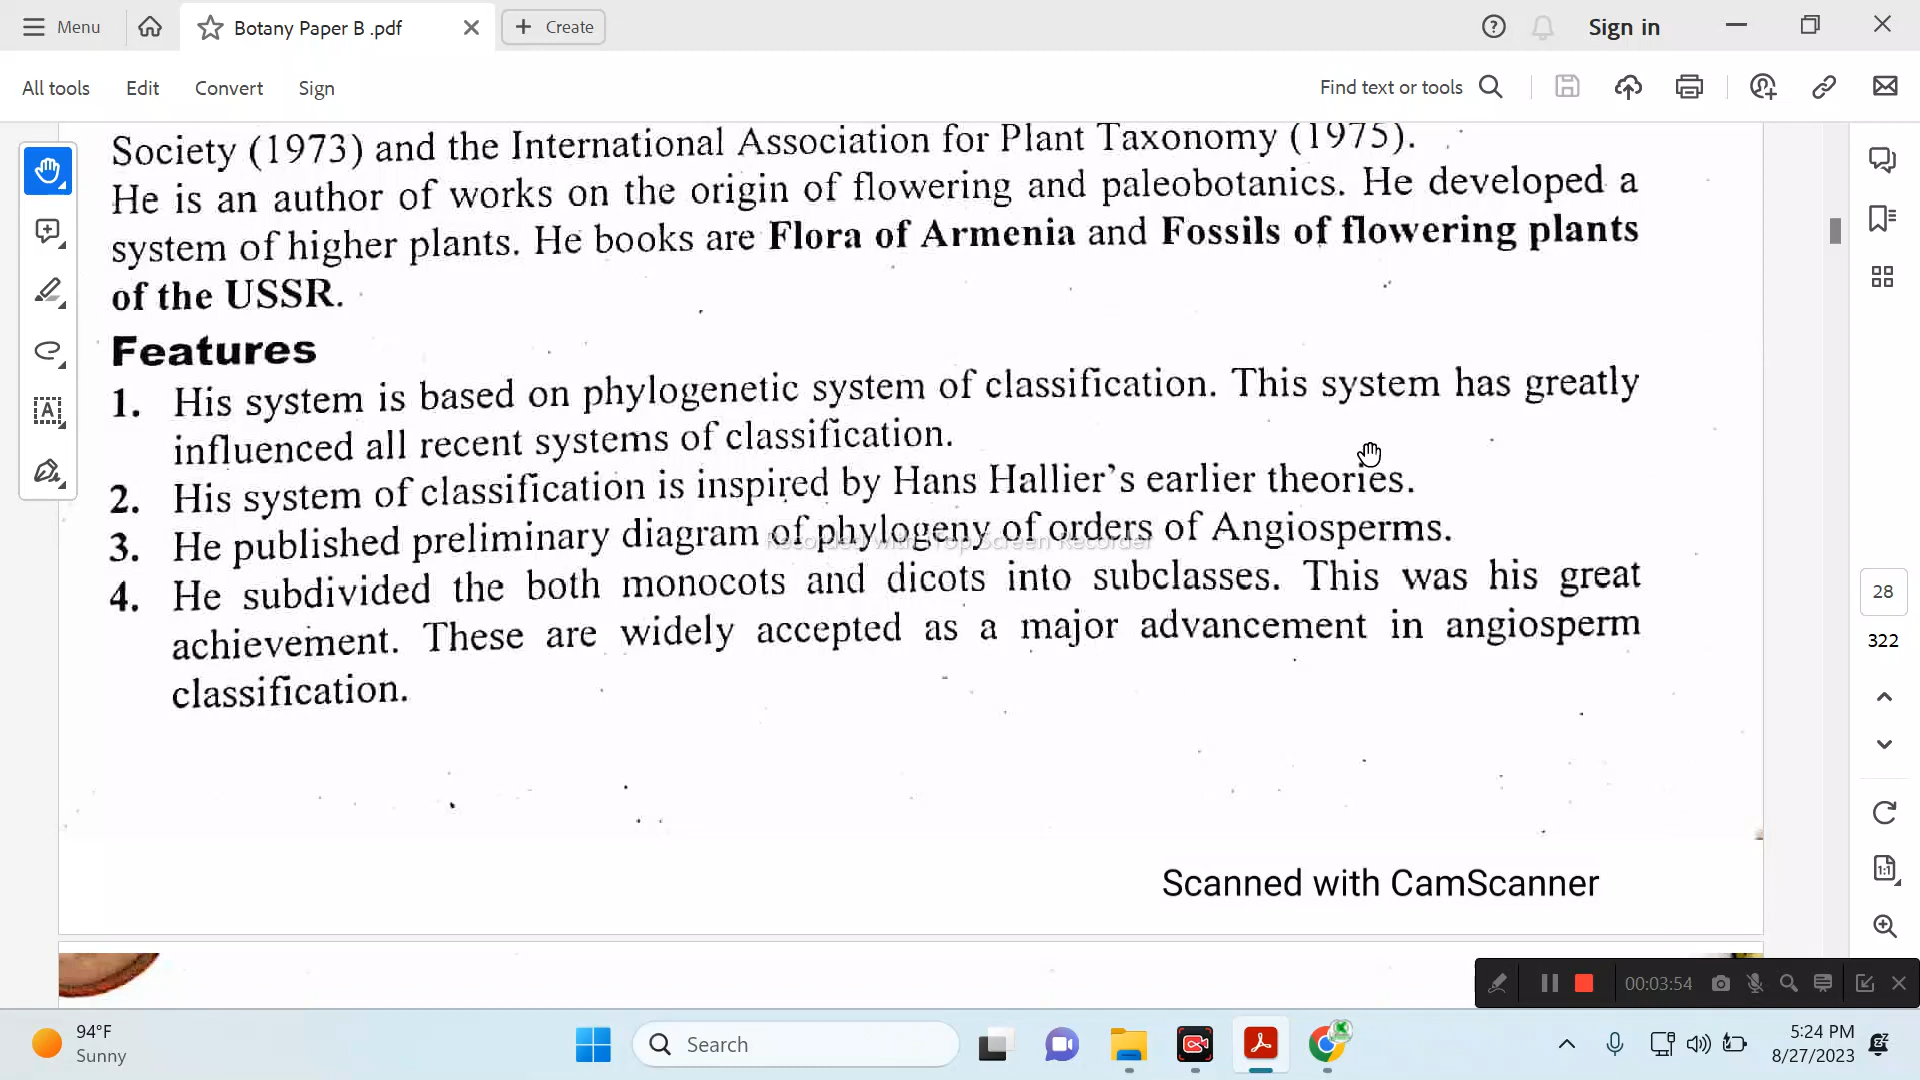 Menu
Botany Paper B .pdf
Create
Sign in
All tools
Edit
Convert
Sign
Find text or tools
Society (1973) and the International Association for Plant Taxonomy (1975).
He is an author of works on the origin of flowering and paleobotanics. He developed a
system of higher plants. He books are Flora of Armenia and Fossils of flowering plants
of the USSR.
Features
1. His system is based on phylogenetic system of classification. This system has greatly
influenced all recent systems of classification.
2. His system of classification is inspired by Hans Hallier's earlier theories.
3. He published preliminary diagram of phylogeny of orders of Angiosperms.
Recorded with iTop Screen Recorder
4. He subdivided the both monocots and dicots into subclasses. This was his great
achievement. These are widely accepted as a major advancement in angiosperm
classification.
Scanned with CamScanner
28
322
1:1
00:03:54
94°F
Sunny
Search
5:24 PM
8/27/2023